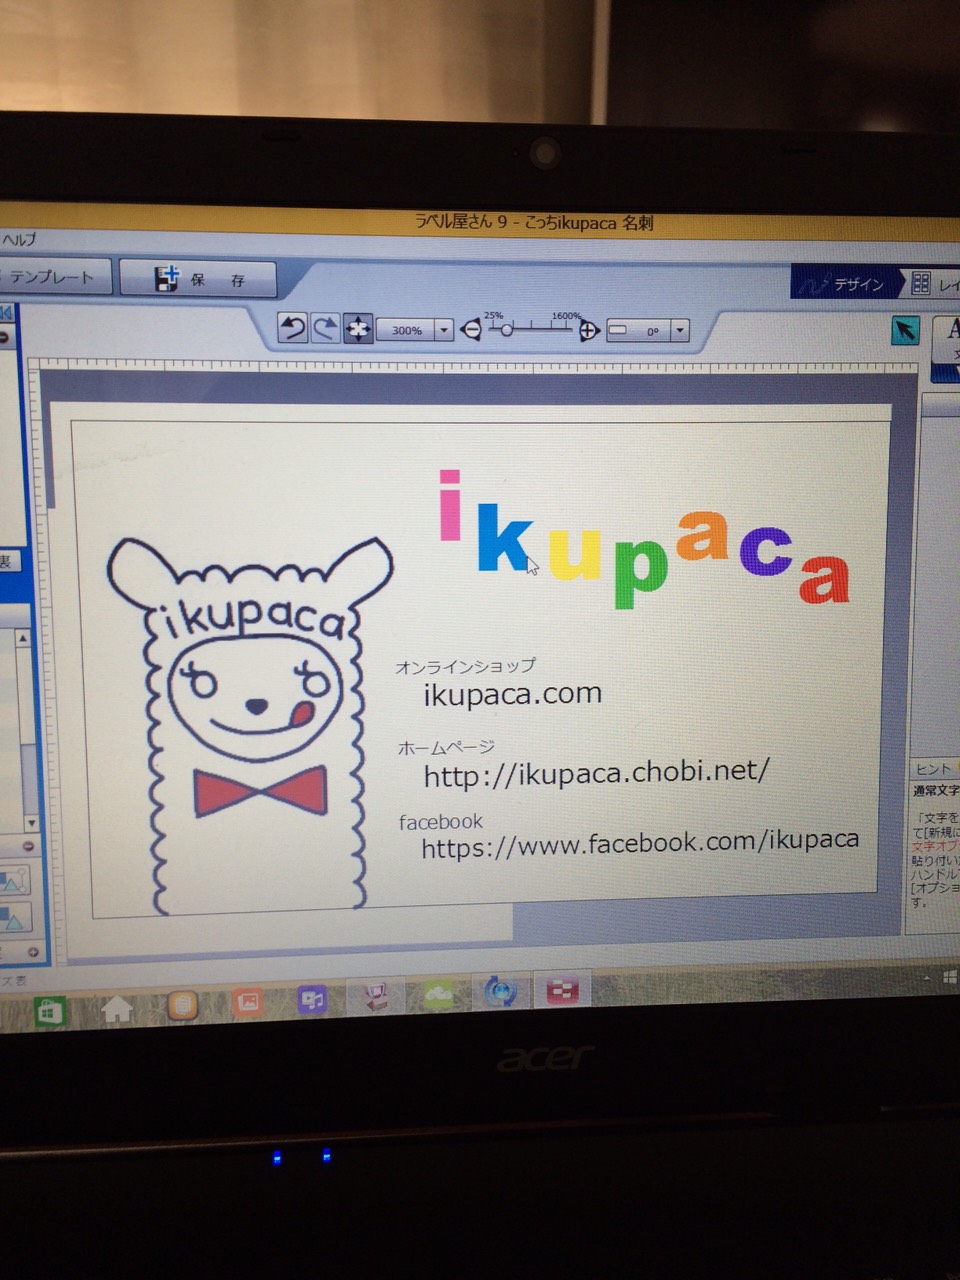 ラベル屋さん 9 - こっちikupaca 名刺
ヘルプ
テンプレート
保 存
デザイン
レイ
300%
25%
1600%
0°
A
文
裏
ikupaca
ikupaca
オンラインショップ
ikupaca.com
ホームページ
http://ikupaca.chobi.net/
facebook
https://www.facebook.com/ikupaca
ヒント
通常文字
「文字を
て[新規に
文字オプ
貼り付い
ハンドル
[オプショ
す。
ズ表
acer